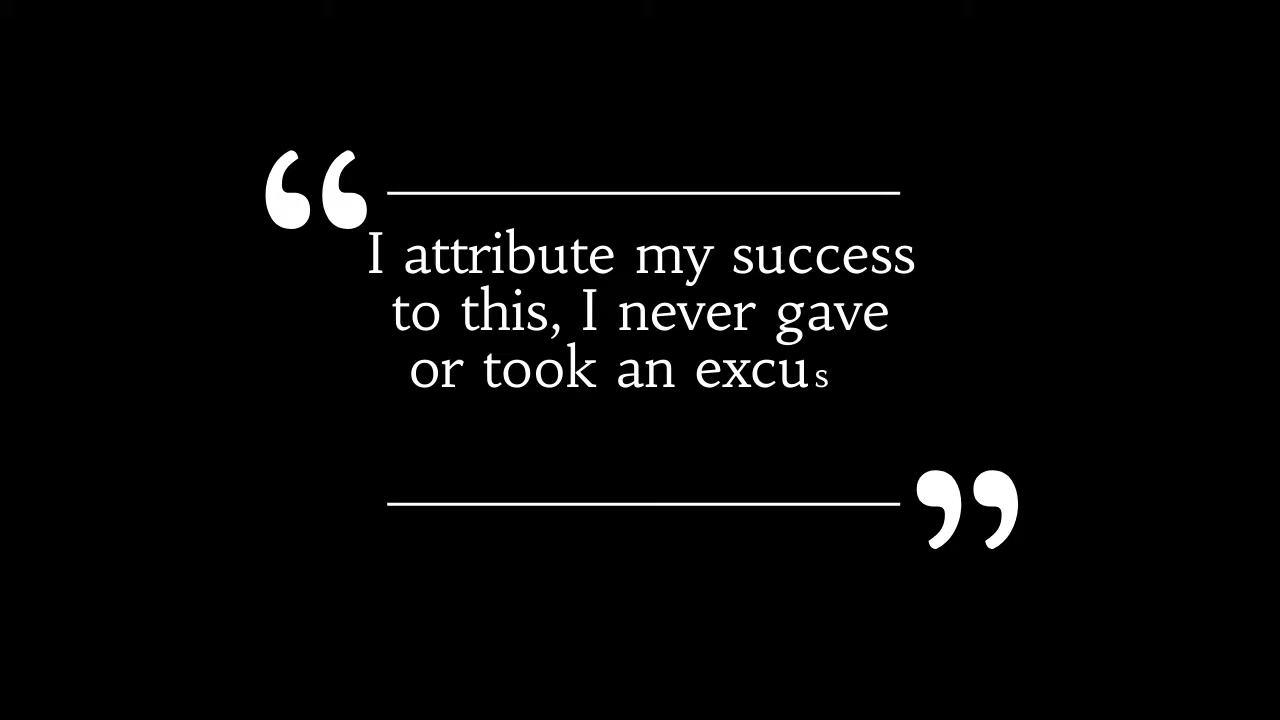 “
I attribute my success
to this, I never gave
or took an excus
”